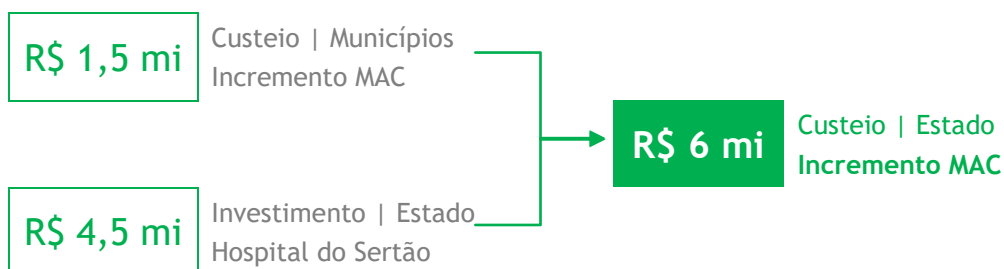 R$ 1,5 mi
Custeio | Municípios
Incremento MAC
R$ 4,5 mi
Investimento | Estado
Hospital do Sertão
R$ 6 mi
Custeio | Estado
Incremento MAC